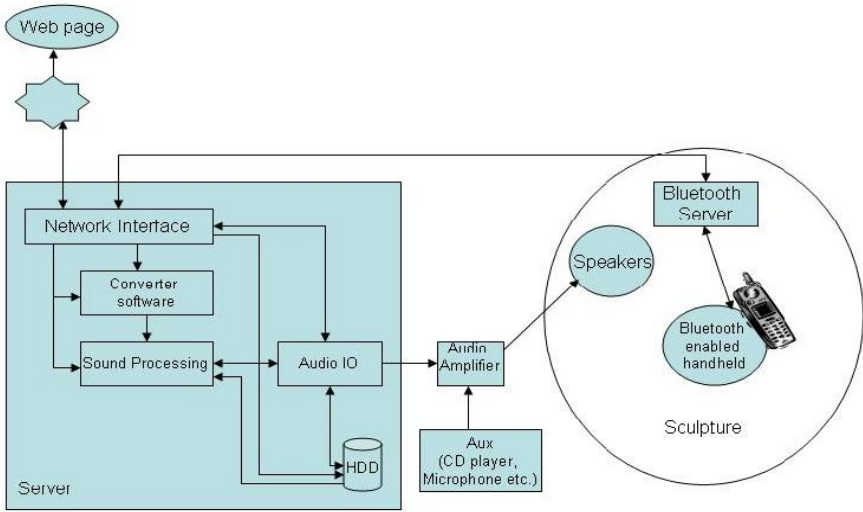 Web page
Network Interface
Converter
software
Sound Processing
Audio IO
HDD
Server
Audio
Amplifier
Aux
(CD player,
Microphone etc.)
Speakers
Bluetooth
Server
Bluetooth
enabled
handheld
Sculpture